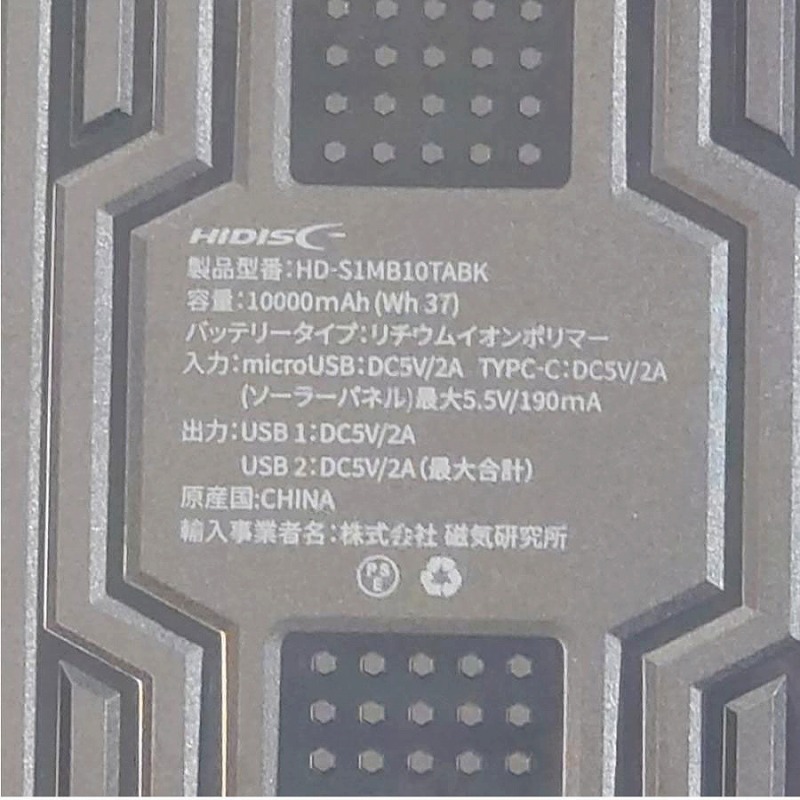 HIDISC
製品型番:HD-S1MB10TABK
容量:10000mAh (Wh 37)
バッテリータイプ:リチウムイオンポリマー
入力:microUSB:DC5V/2A TYPC-C:DC5V/2A
(ソーラーパネル)最大5.5V/190mA
出力:USB 1:DC5V/2A
USB 2:DC5V/2A(最大合計)
原産国:CHINA
輸入事業者名:株式会社 磁気研究所
PS
E